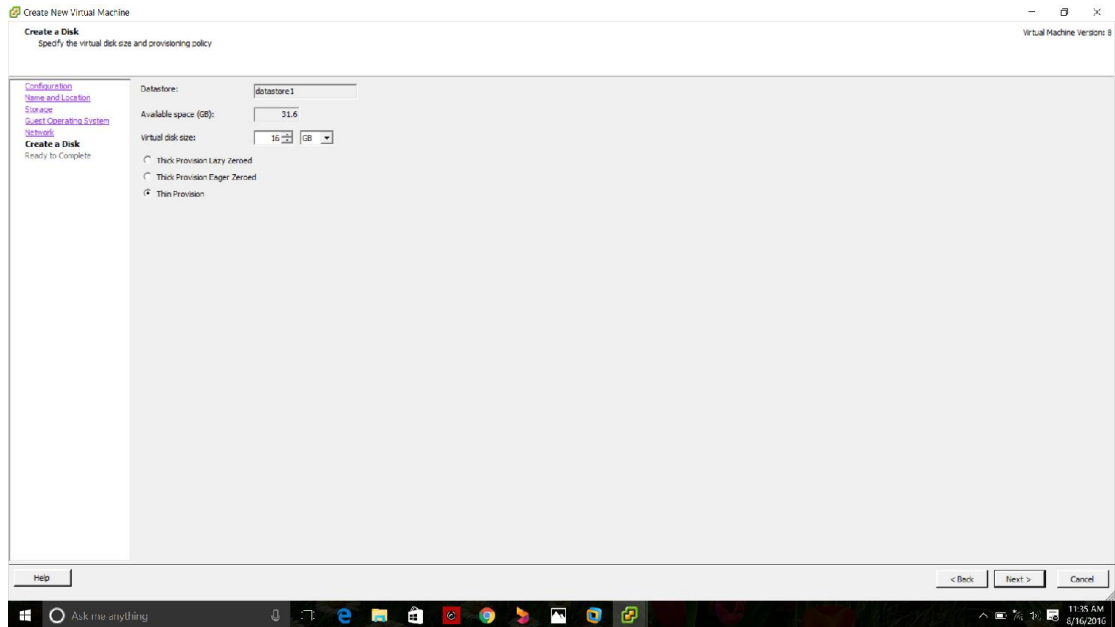 Create New Virtual Machine
Create a Disk
Specify the virtual disk size and provisioning policy
Virtual Machine Version: 8
Configuration
Name and Location
Storage
Guest Operating System
Network
Create a Disk
Ready to Complete
Datastore: datastore1
Available space (GB): 31.6
Virtual disk size: 16 GB
Thick Provision Lazy Zeroed
Thick Provision Eager Zeroed
Thin Provision
Help
< Back Next > Cancel
Ask me anything
11:35 AM
8/16/2016